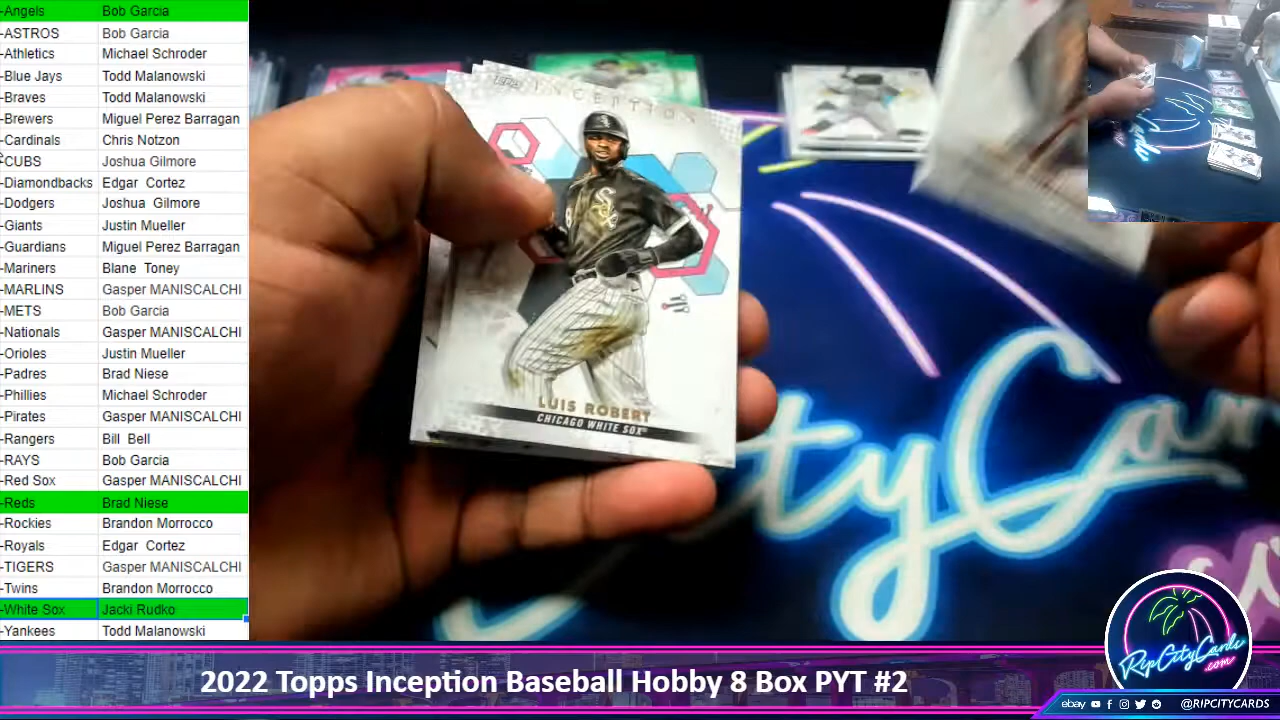 -Angels Bob Garcia
-ASTROS Bob Garcia
-Athletics Michael Schroder
-Blue Jays Todd Malanowski
-Braves Todd Malanowski
-Brewers Miguel Perez Barragan
-Cardinals Chris Notzon
CUBS Joshua Gilmore
-Diamondbacks Edgar Cortez
-Dodgers Joshua Gilmore
-Giants Justin Mueller
-Guardians Miguel Perez Barragan
-Mariners Blane Toney
-MARLINS Gasper MANISCALCHI
-METS Bob Garcia
-Nationals Gasper MANISCALCHI
-Orioles Justin Mueller
-Padres Brad Niese
-Phillies Michael Schroder
-Pirates Gasper MANISCALCHI
-Rangers Bill Bell
-RAYS Bob Garcia
-Red Sox Gasper MANISCALCHI
-Reds Brad Niese
-Rockies Brandon Morrocco
-Royals Edgar Cortez
-TIGERS Gasper MANISCALCHI
-Twins Brandon Morrocco
-White Sox Jacki Rudko
-Yankees Todd Malanowski
INCEPTION
Sox
LUIS ROBERT
CHICAGO WHITE SOX
tyCar
RipCityCards
.com
2022 Topps Inception Baseball Hobby 8 Box PYT #2
ebay @RIPCITYCARDS